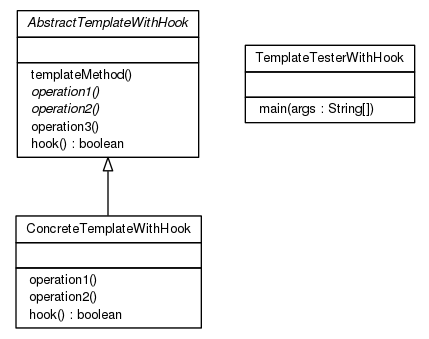 AbstractTemplateWithHook
templateMethod()
operation1()
operation2()
operation3()
hook() : boolean
TemplateTesterWithHook
main(args : String[])
ConcreteTemplateWithHook
operation1()
operation2()
hook() : boolean